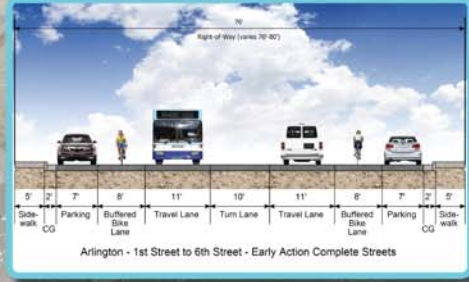 76'
Right-of-Way (varies 76'-80')
5' 2' 7' 8' 11' 10' 11' 8' 7' 2' 5'
Side- Parking Buffered Travel Lane Turn Lane Travel Lane Buffered Parking Side-
walk CG Bike Bike CG walk
Lane Lane
Arlington - 1st Street to 6th Street - Early Action Complete Streets